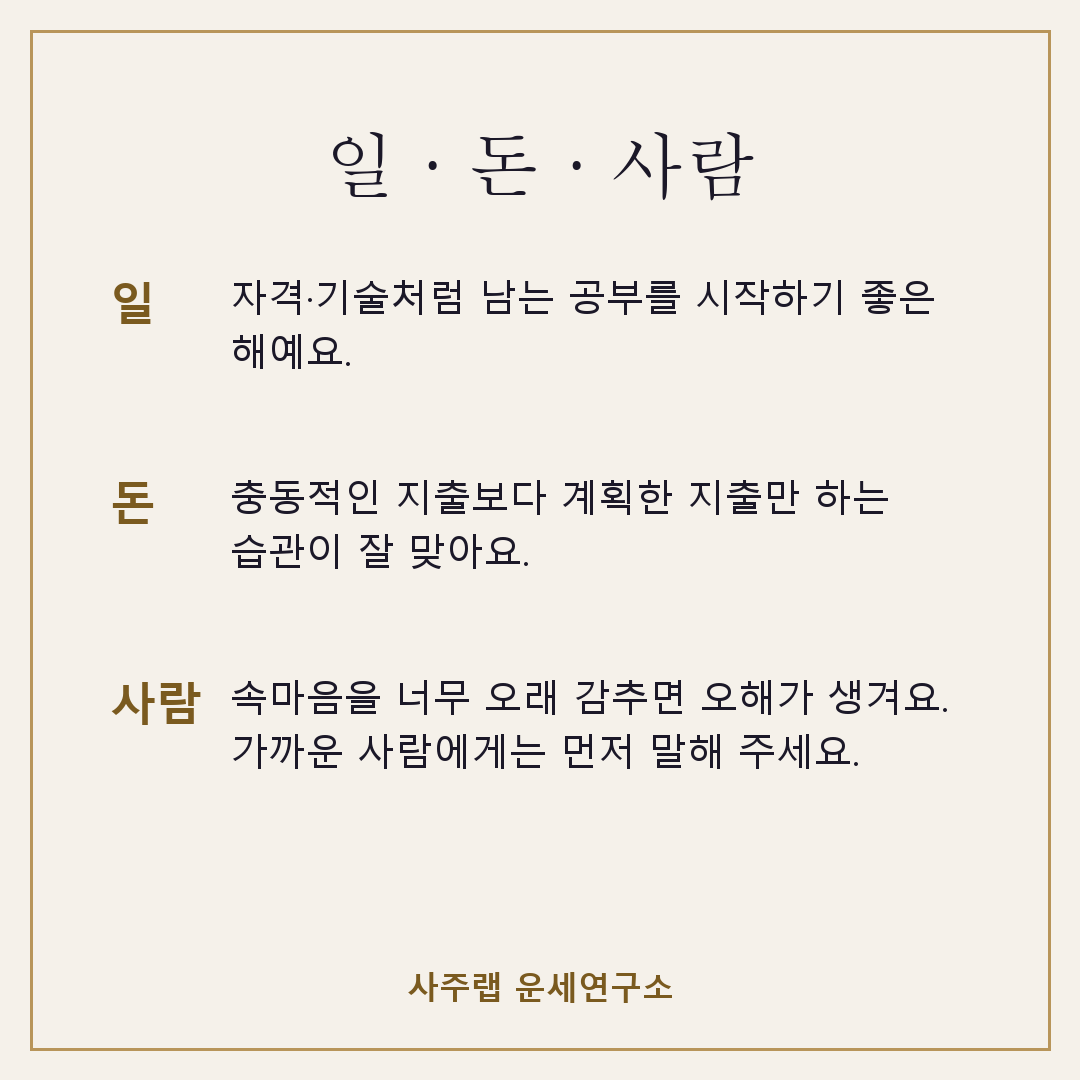 일 · 돈 · 사람
일
자격·기술처럼 남는 공부를 시작하기 좋은
해예요.
돈
충동적인 지출보다 계획한 지출만 하는
습관이 잘 맞아요.
사람
속마음을 너무 오래 감추면 오해가 생겨요.
가까운 사람에게는 먼저 말해 주세요.
사주랩 운세연구소